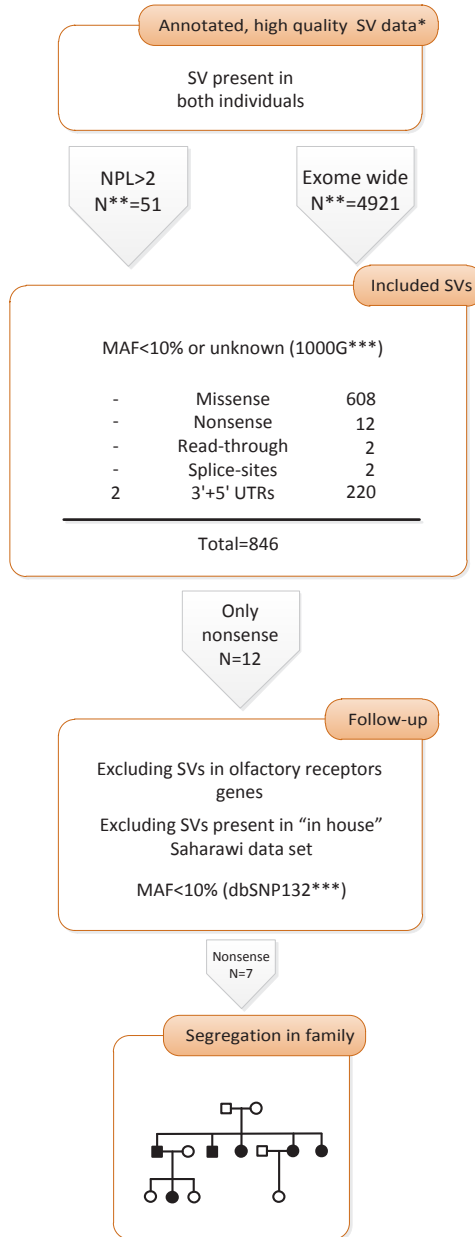 Annotated, high quality SV data*
SV present in
both individuals
NPL>2
N**=51
Exome wide
N**=4921
Included SVs
MAF<10% or unknown (1000G***)
- Missense 608
- Nonsense 12
- Read-through 2
- Splice-sites 2
2 3'+5' UTRs 220
Total=846
Only
nonsense
N=12
Follow-up
Excluding SVs in olfactory receptors
genes
Excluding SVs present in “in house”
Saharawi data set
MAF<10% (dbSNP132***)
Nonsense
N=7
Segregation in family